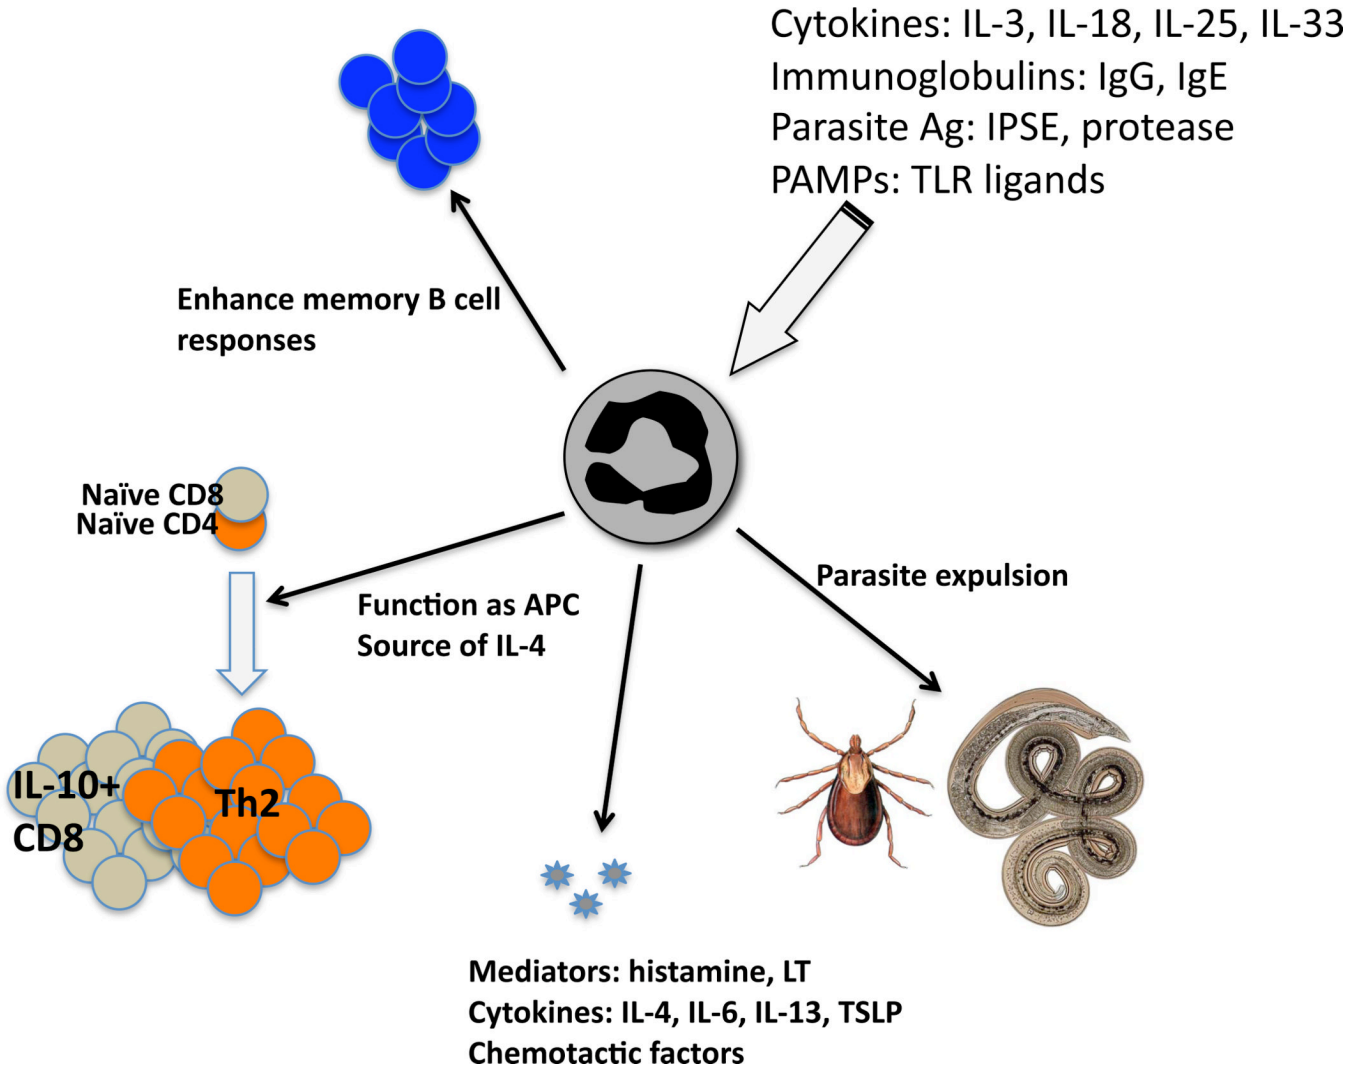 Cytokines: IL-3, IL-18, IL-25, IL-33
Immunoglobulins: IgG, IgE
Parasite Ag: IPSE, protease
PAMPs: TLR ligands
Enhance memory B cell
responses
Naïve CD8
Naïve CD4
Function as APC
Source of IL-4
Parasite expulsion
IL-10+
CD8
Th2
Mediators: histamine, LT
Cytokines: IL-4, IL-6, IL-13, TSLP
Chemotactic factors